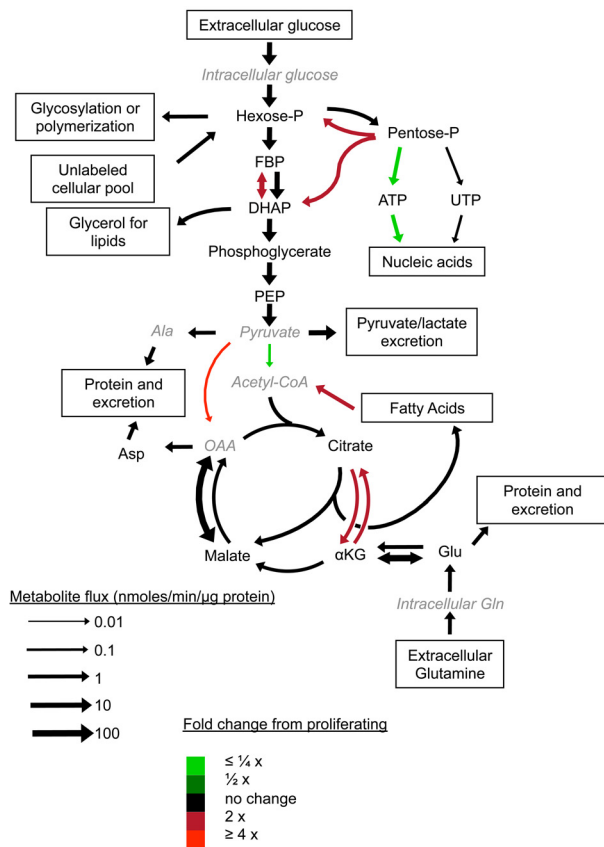 Extracellular glucose
Intracellular glucose
Glycosylation or
polymerization
Hexose-P
Pentose-P
Unlabeled
cellular pool
FBP
ATP
UTP
DHAP
Glycerol for
lipids
Phosphoglycerate
Nucleic acids
PEP
Ala
Pyruvate
Pyruvate/lactate
excretion
Acetyl-CoA
Protein and
excretion
Fatty Acids
Asp
OAA
Citrate
Protein and
excretion
Malate
αKG
Glu
Intracellular Gln
Extracellular
Glutamine
Metabolite flux (nmoles/min/μg protein)
0.01
0.1
1
10
100
Fold change from proliferating
≤ ¼ x
½ x
no change
2 x
≥ 4 x